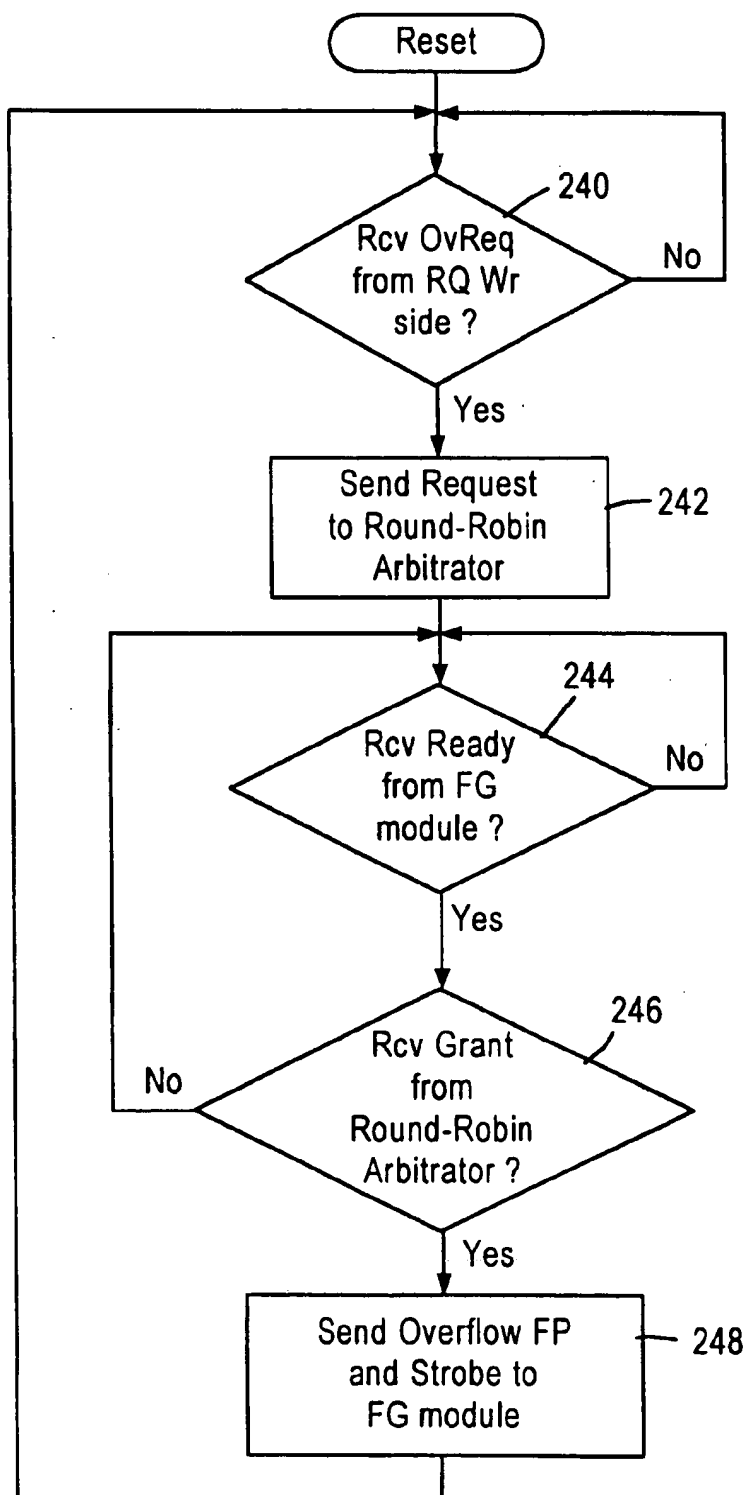 Reset
240
Rcv OvReq
from RQ Wr
side ?
No
Yes
Send Request
to Round-Robin
Arbitrator
242
244
Rcv Ready
from FG
module ?
No
Yes
246
Rcv Grant
from
Round-Robin
Arbitrator ?
No
Yes
Send Overflow FP
and Strobe to
FG module
248